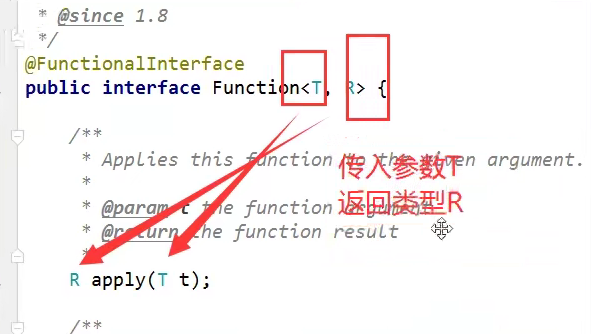 * @since 1.8
*/
@FunctionalInterface
public interface Function<T, R> {
/**
* Applies this function to the given argument.
*
* @param t the function argument.
* @return the function result
*
R apply(T t);
/**
传入参数T
返回类型R